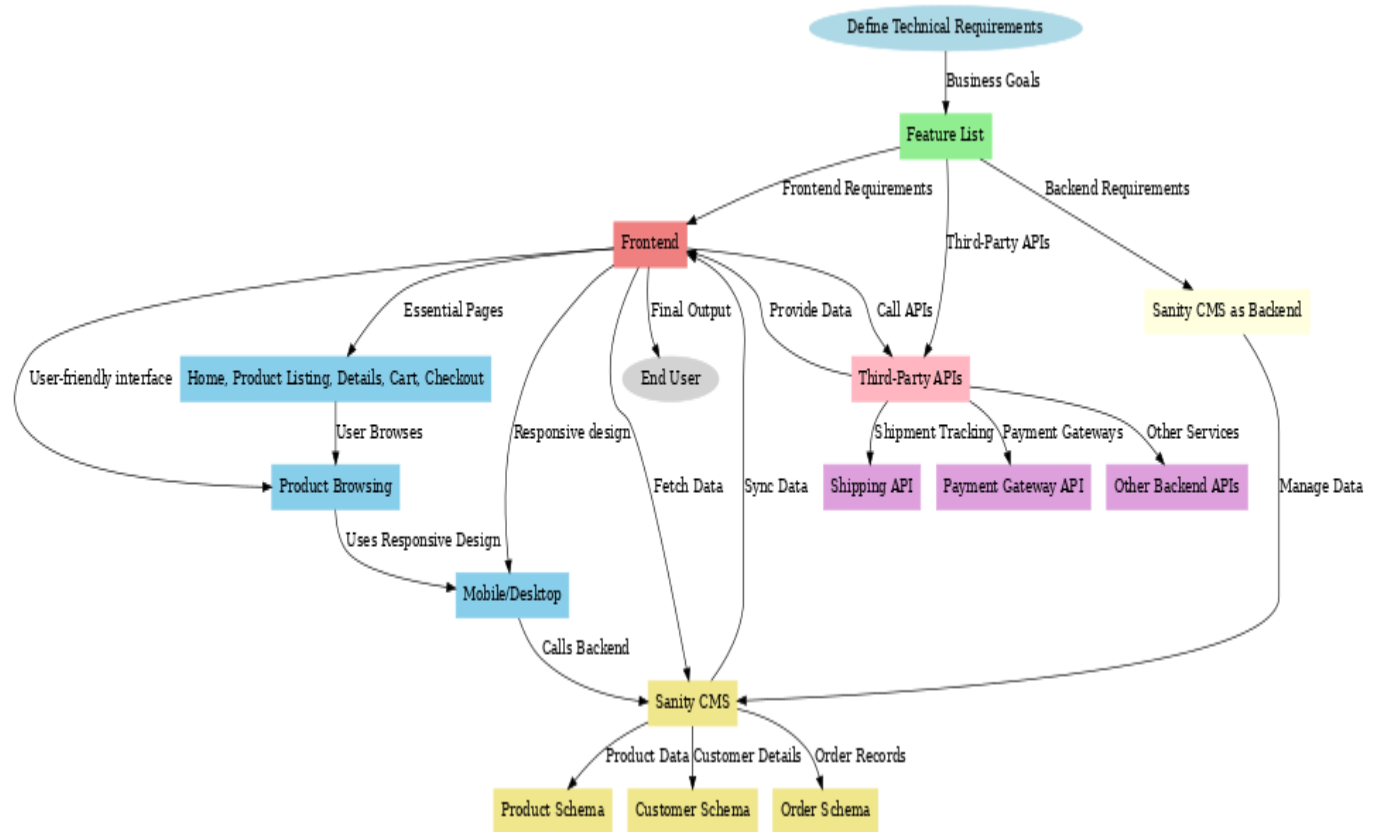 Define Technical Requirements
Business Goals
Feature List
Frontend Requirements
Backend Requirements
Frontend
Third-Party APIs
Essential Pages
Final Output
Provide Data
Call APIs
Sanity CMS as Backend
User-friendly interface
Home, Product Listing, Details, Cart, Checkout
End User
Third-Party APIs
User Browses
Responsive design
Shipment Tracking
Payment Gateways
Other Services
Product Browsing
Fetch Data
Sync Data
Shipping API
Payment Gateway API
Other Backend APIs
Manage Data
Uses Responsive Design
Mobile/Desktop
Calls Backend
Sanity CMS
Product Data
Customer Details
Order Records
Product Schema
Customer Schema
Order Schema